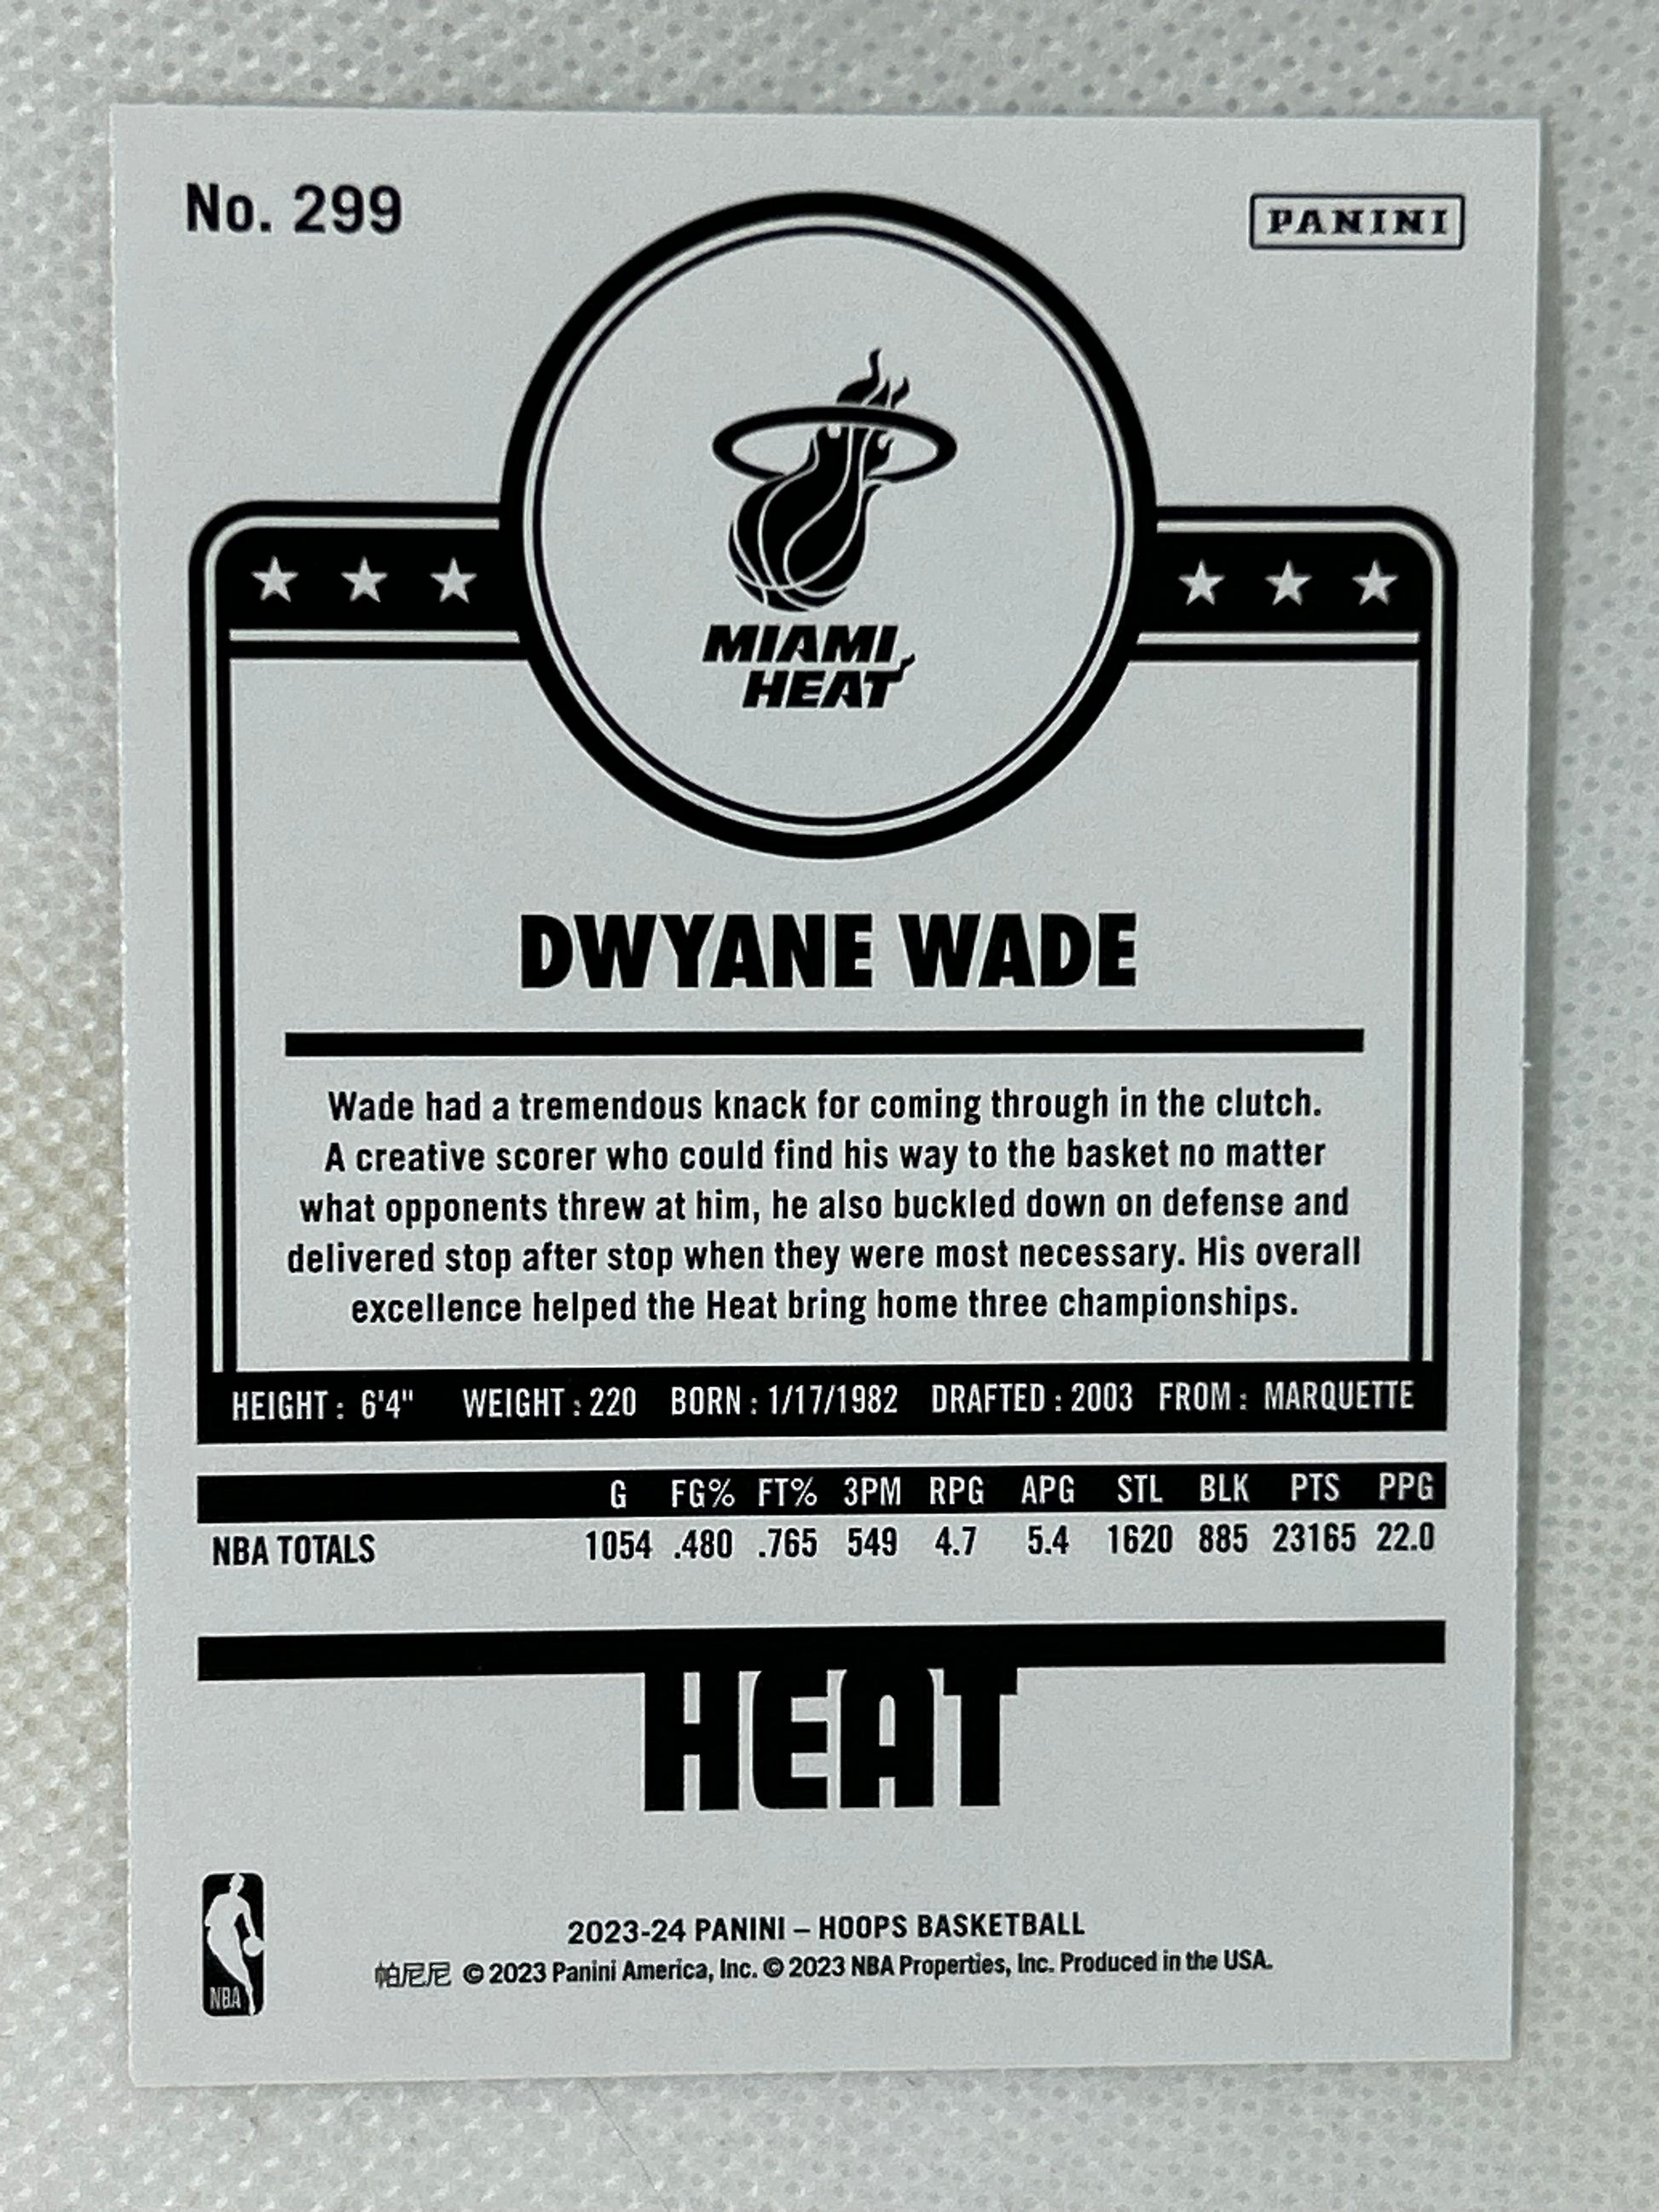 No. 299
PANINI
MIAMI
HEAT
DWYANE WADE
Wade had a tremendous knack for coming through in the clutch.
A creative scorer who could find his way to the basket no matter
what opponents threw at him, he also buckled down on defense and
delivered stop after stop when they were most necessary. His overall
excellence helped the Heat bring home three championships.
HEIGHT : 6'4" WEIGHT : 220 BORN : 1/17/1982 DRAFTED : 2003 FROM : MARQUETTE
G FG% FT% 3PM RPG APG STL BLK PTS PPG
NBA TOTALS 1054 .480 .765 549 4.7 5.4 1620 885 23165 22.0
HEAT
2023-24 PANINI – HOOPS BASKETBALL
帕尼尼 © 2023 Panini America, Inc. © 2023 NBA Properties, Inc. Produced in the USA.
NBA